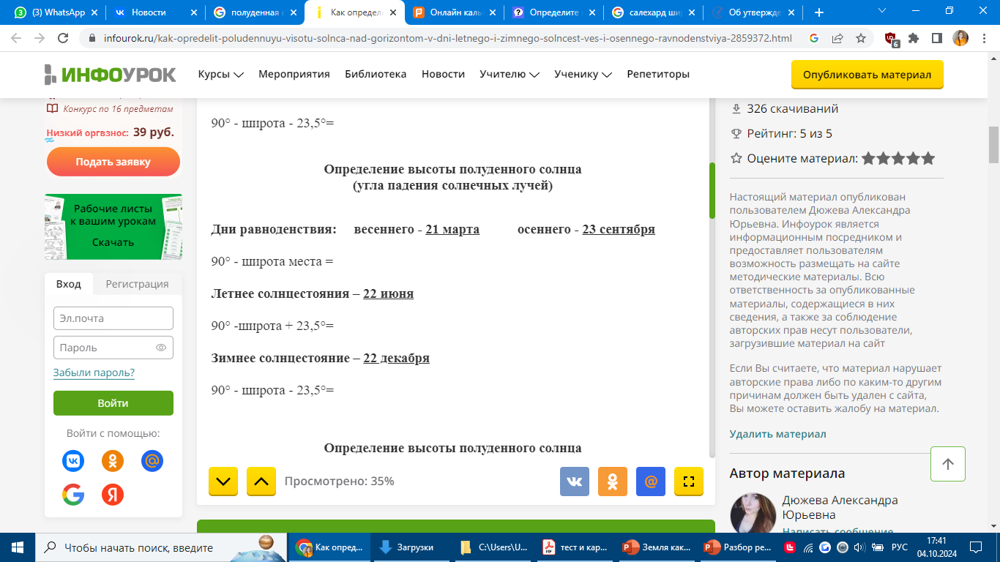 (3) WhatsApp
Новости
полуденная п
Как определ
Онлайн каль
Определите
салехард ши
Об утвержде
infourok.ru/kak-opredelit-poludennuyu-visotu-solnca-nad-gorizontom-v-dni-letnego-i-zimnego-solncest-ves-i-osennego-ravnodenstviya-2859372.html
6
ИНФОУРОК
Курсы
Мероприятия
Библиотека
Новости
Учителю
Ученику
Репетиторы
Опубликовать материал
Конкурс по 16 предметам
Низкий оргвзнос: 39 руб.
Подать заявку
Рабочие листы
к вашим урокам
Скачать
Вход
Регистрация
Эл.почта
Пароль
Забыли пароль?
Войти
Войти с помощью:
90° - широта - 23,5°=
Определение высоты полуденного солнца
(угла падения солнечных лучей)
Дни равноденствия: весеннего - 21 марта осеннего - 23 сентября
90° - широта места =
Летнее солнцестояния – 22 июня
90° -широта + 23,5°=
Зимнее солнцестояние – 22 декабря
90° - широта - 23,5°=
Определение высоты полуденного солнца
Просмотрено: 35%
326 скачиваний
Рейтинг: 5 из 5
Оцените материал:
Настоящий материал опубликован
пользователем Дюжева Александра
Юрьевна. Инфоурок является
информационным посредником и
предоставляет пользователям
возможность размещать на сайте
методические материалы. Всю
ответственность за опубликованные
материалы, содержащиеся в них
сведения, а также за соблюдение
авторских прав несут пользователи,
загрузившие материал на сайт
Если Вы считаете, что материал нарушает
авторские права либо по каким-то другим
причинам должен быть удален с сайта,
Вы можете оставить жалобу на материал.
Удалить материал
Автор материала
Дюжева Александра
Юрьевна
Написать сообщение
Чтобы начать поиск, введите
Как опред...
Загрузки
C:\Users\U...
тест и кар...
Земля как...
Разбор ре...
РУС
17:41
04.10.2024